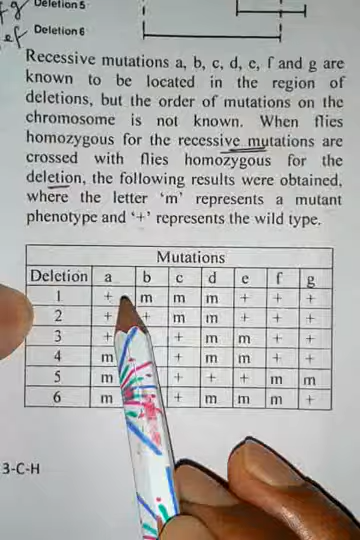 Deletion 5
ef Deletion 6
Recessive mutations a, b, c, d, e, f and g are
known to be located in the region of
deletions, but the order of mutations on the
chromosome is not known. When flies
homozygous for the recessive mutations are
crossed with flies homozygous for the
deletion, the following results were obtained,
where the letter 'm' represents a mutant
phenotype and '+' represents the wild type.
Mutations
Deletion a b c d e f g
1 + m m m + + +
2 + + m m + + +
3 + + m m + +
4 m + m m + +
5 m + + + m m
6 m + m m m +
3-C-H